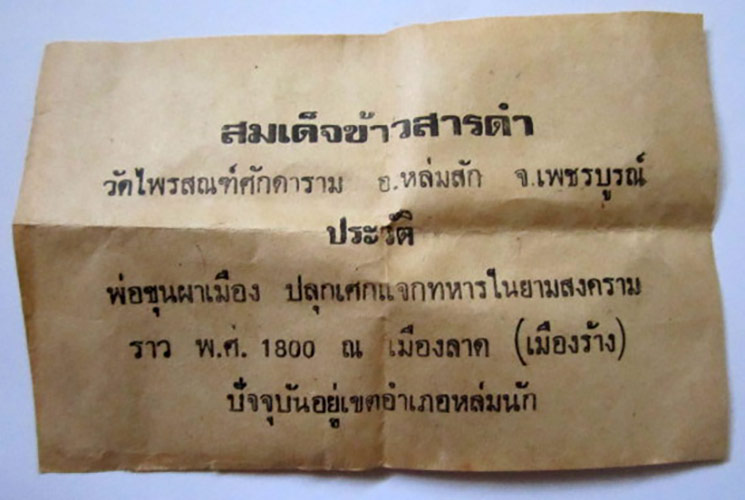 สมเด็จข้าวสารดำ
วัดไพรสณฑ์ศักดาราม อ.หล่มสัก จ.เพชรบูรณ์
ประวัติ
พ่อขุนผาเมือง ปลุกเศกแจกทหารในยามสงคราม
ราว พ.ศ. 1800 ณ เมืองลาด (เมืองร้าง)
ปัจจุบันอยู่เขตอำเภอหล่มนัก